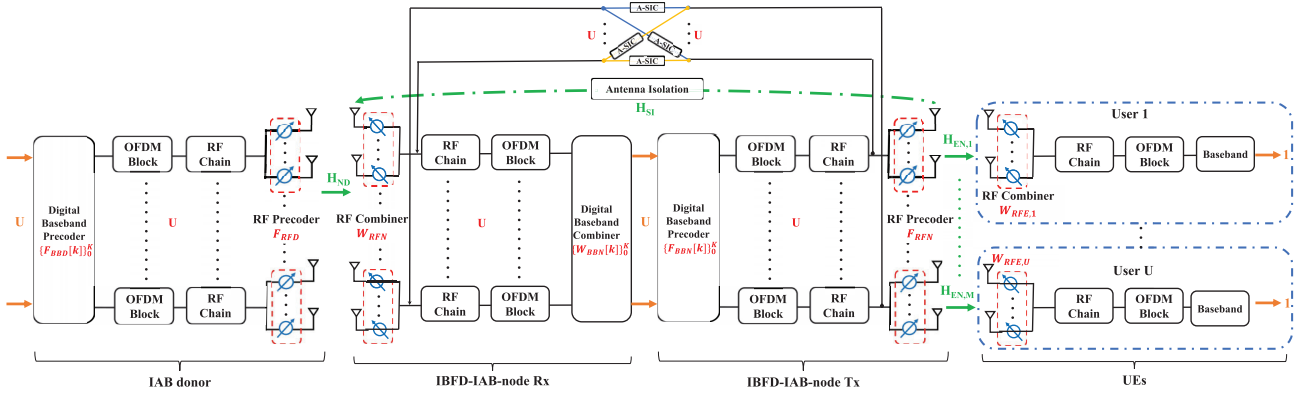 A-SIC
U
U
A-SIC
A-SIC
A-SIC
Antenna Isolation
H_SI
User 1
OFDM
Block
RF
Chain
RF
Chain
OFDM
Block
OFDM
Block
RF
Chain
H_EN,1
RF
Chain
OFDM
Block
Baseband
1
H_ND
U
Digital
Baseband
Precoder
{F_BBD[k]}_0^K
U
RF Precoder
F_RFD
RF Combiner
W_RFN
U
Digital
Baseband
Combiner
{W_BBN[k]}_0^K
U
Digital
Baseband
Precoder
{F_BBN[k]}_0^K
U
RF Precoder
F_RFN
RF Combiner
W_RFE,1
W_RFE,U
User U
H_EN,M
OFDM
Block
RF
Chain
RF
Chain
OFDM
Block
OFDM
Block
RF
Chain
RF
Chain
OFDM
Block
Baseband
1
IAB donor
IBFD-IAB-node Rx
IBFD-IAB-node Tx
UEs